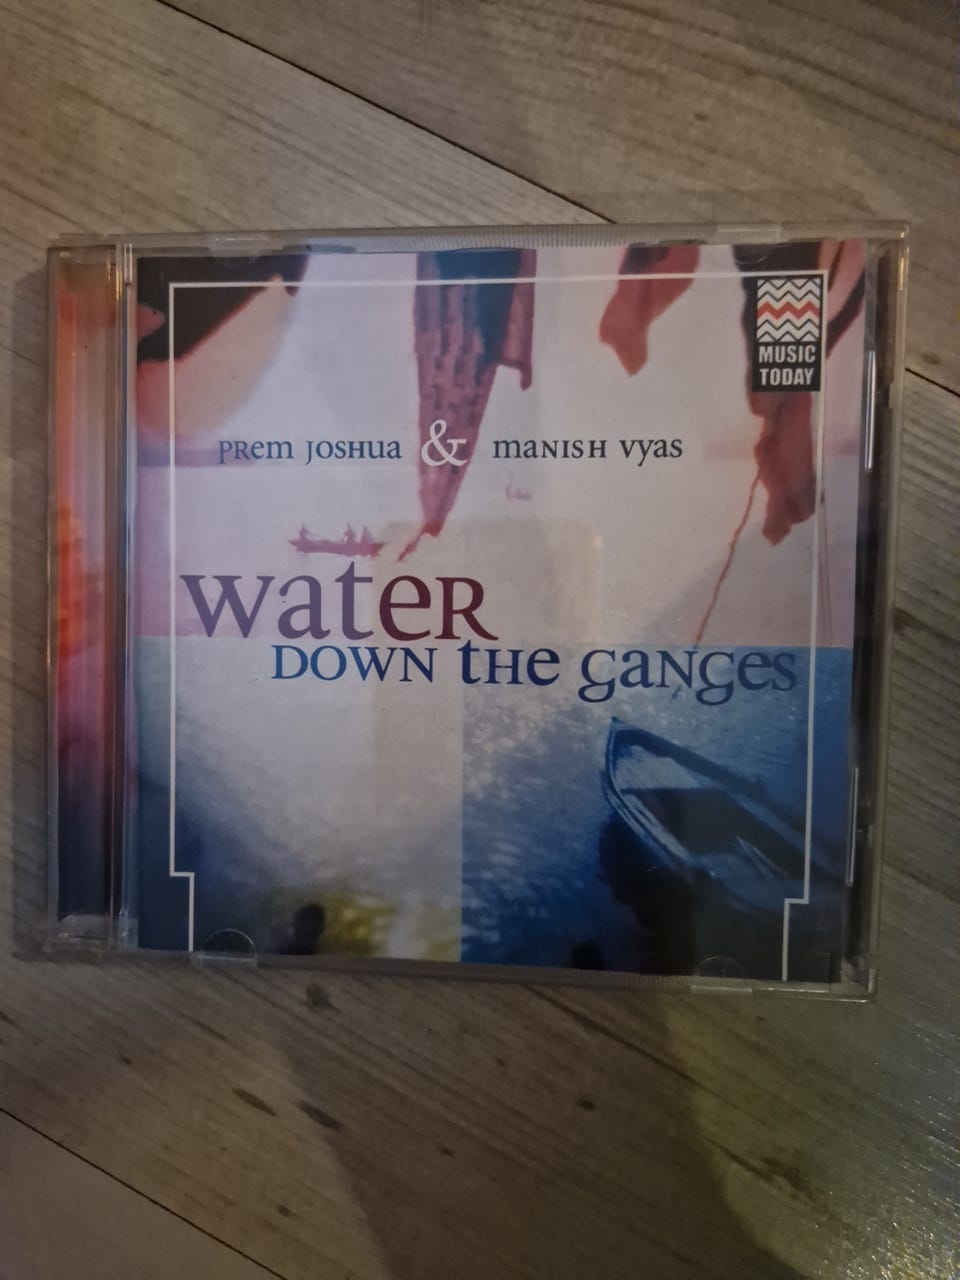 MUSIC
TODAY
PREM JOSHUA & MANISH VYAS
WATER
DOWN THE GANGES